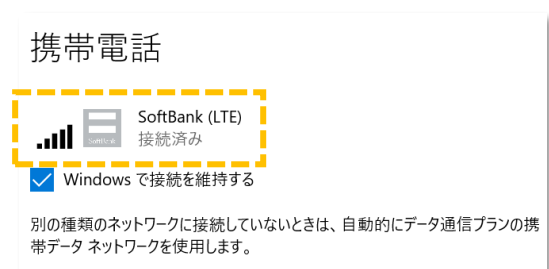 携帯電話
SoftBank (LTE)
SoftBank
接続済み
Windows で接続を維持する
別の種類のネットワークに接続していないときは、自動的にデータ通信プランの携
帯データ ネットワークを使用します。